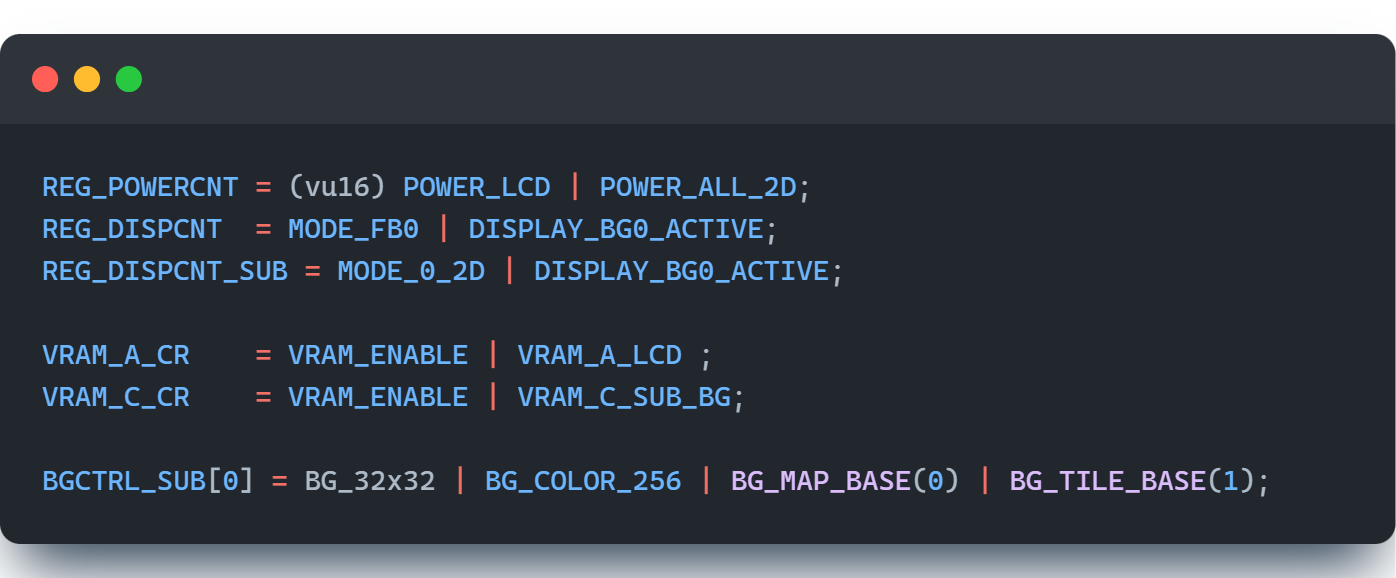 REG_POWERCNT = (vu16) POWER_LCD | POWER_ALL_2D;
REG_DISPCNT  = MODE_FB0 | DISPLAY_BG0_ACTIVE;
REG_DISPCNT_SUB = MODE_0_2D | DISPLAY_BG0_ACTIVE;

VRAM_A_CR    = VRAM_ENABLE | VRAM_A_LCD ;
VRAM_C_CR    = VRAM_ENABLE | VRAM_C_SUB_BG;

BGCTRL_SUB[0] = BG_32x32 | BG_COLOR_256 | BG_MAP_BASE(0) | BG_TILE_BASE(1);